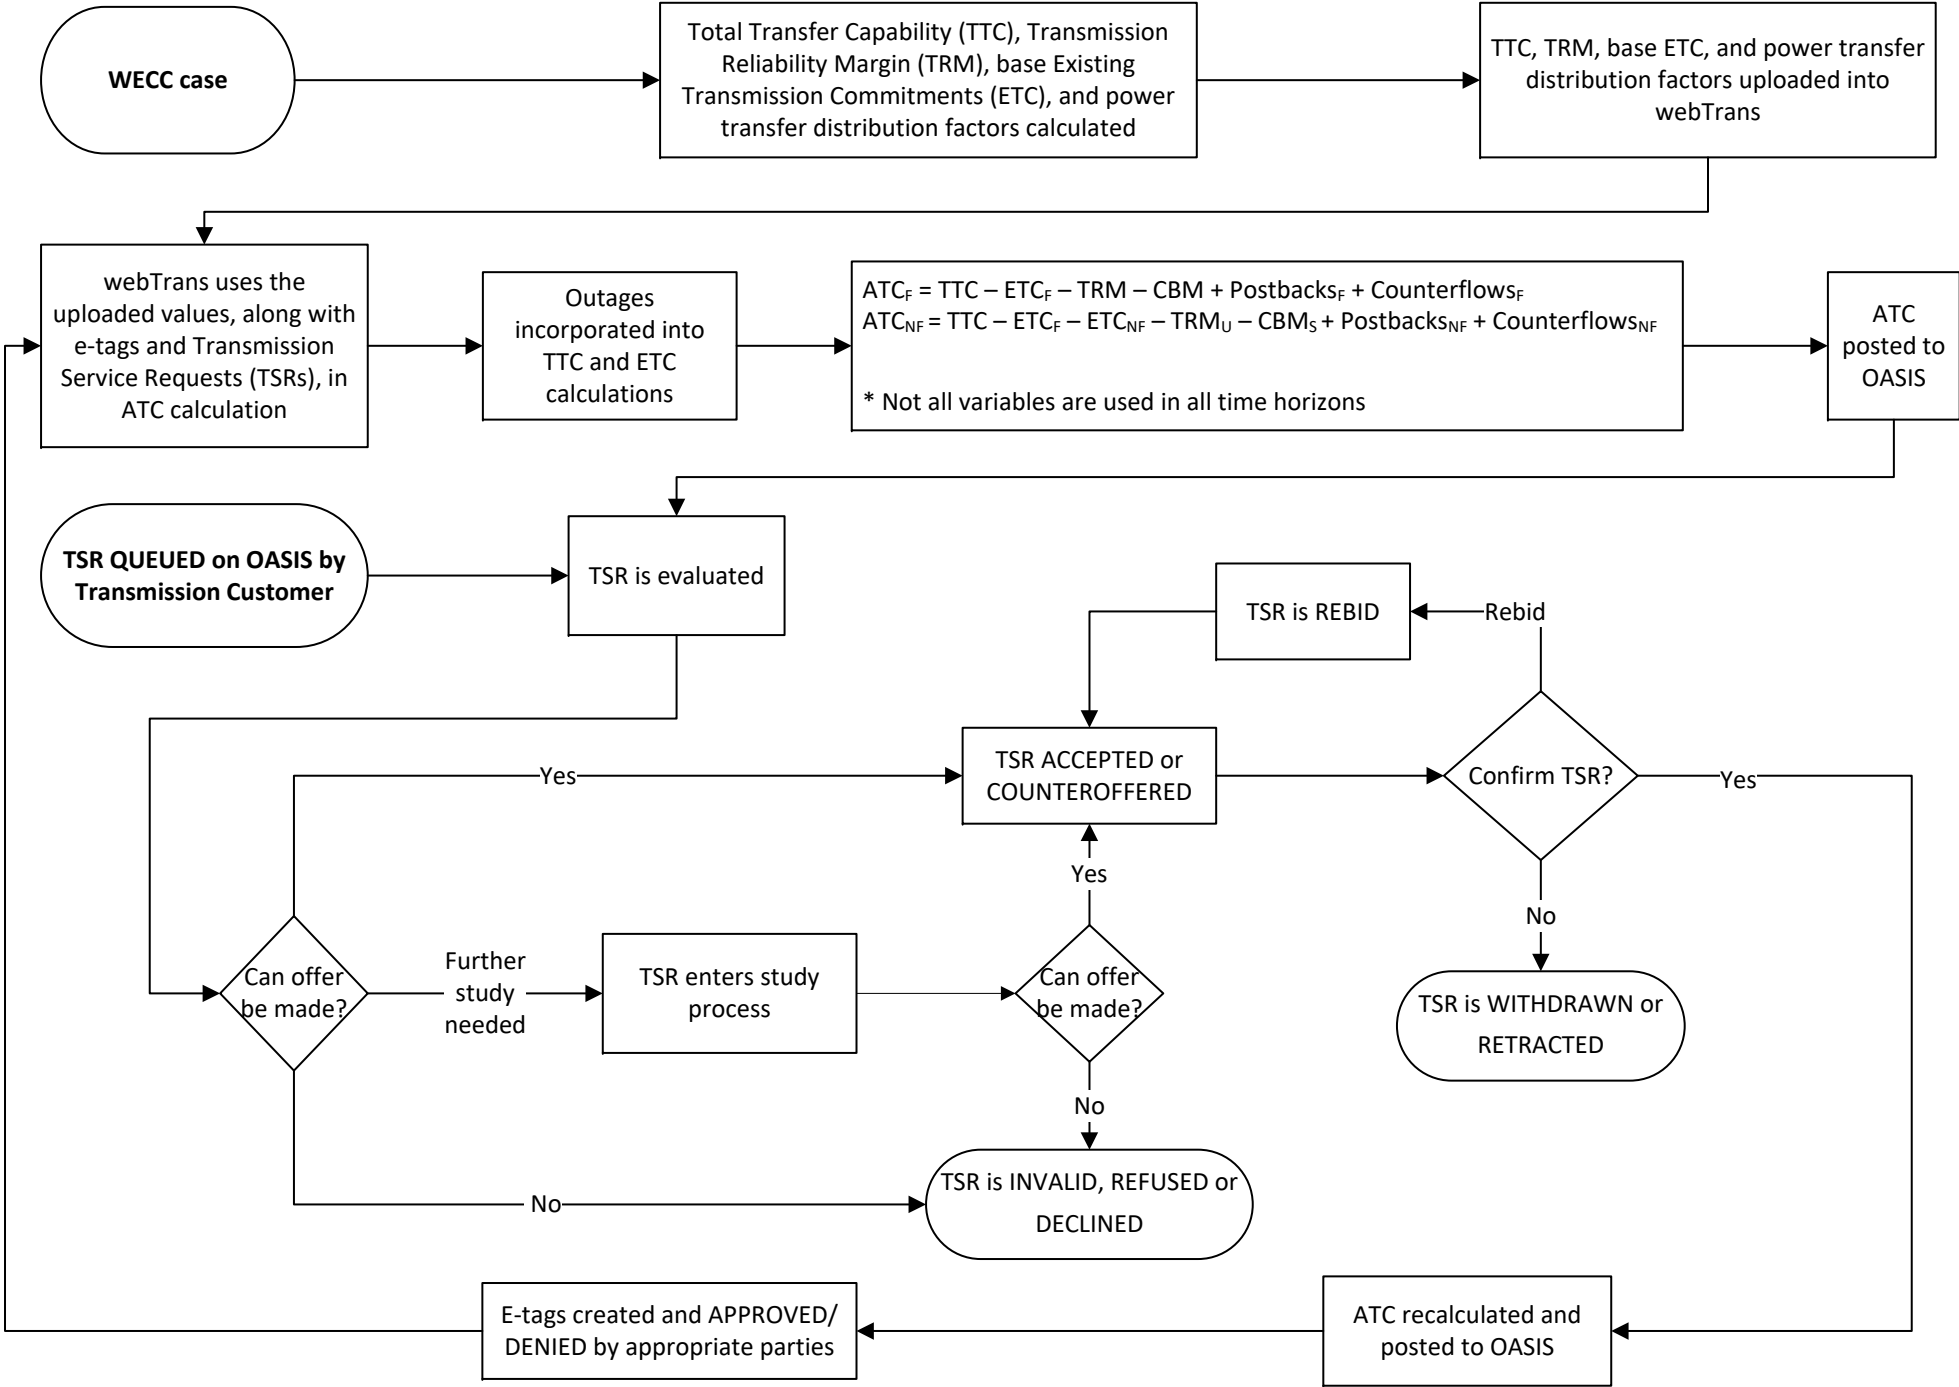 WECC case
Total Transfer Capability (TTC), Transmission
Reliability Margin (TRM), base Existing
Transmission Commitments (ETC), and power
transfer distribution factors calculated
TTC, TRM, base ETC, and power transfer
distribution factors uploaded into
webTrans
webTrans uses the
uploaded values, along with
e-tags and Transmission
Service Requests (TSRs), in
ATC calculation
Outages
incorporated into
TTC and ETC
calculations
ATCF = TTC – ETCF – TRM – CBM + PostbacksF + CounterflowsF
ATCNF = TTC – ETCF – ETCNF – TRMU – CBMS + PostbacksNF + CounterflowsNF
* Not all variables are used in all time horizons
ATC
posted to
OASIS
TSR QUEUED on OASIS by
Transmission Customer
TSR is evaluated
TSR is REBID
Rebid
Yes
TSR ACCEPTED or
COUNTEROFFERED
Confirm TSR?
Yes
Yes
No
Can offer
be made?
Further
study
needed
TSR enters study
process
Can offer
be made?
TSR is WITHDRAWN or
RETRACTED
No
No
TSR is INVALID, REFUSED or
DECLINED
E-tags created and APPROVED/
DENIED by appropriate parties
ATC recalculated and
posted to OASIS